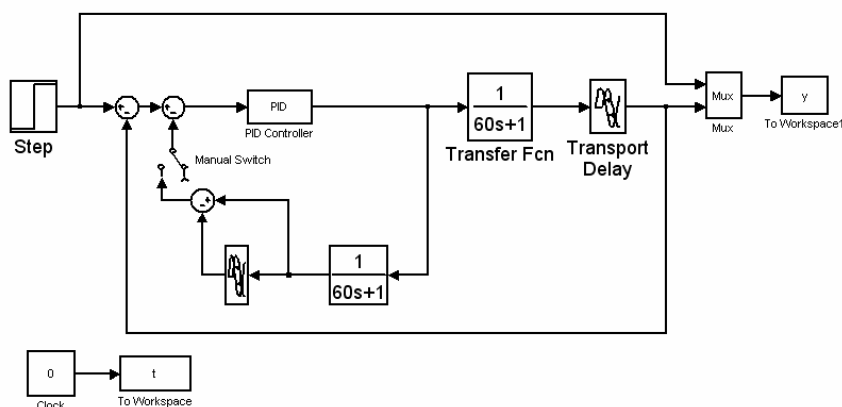 Step
PID
PID Controller
1
60s+1
Transfer Fcn
Transport
Delay
Mux
Mux
y
To Workspace1
Manual Switch
1
60s+1
0
Clock
t
To Workspace